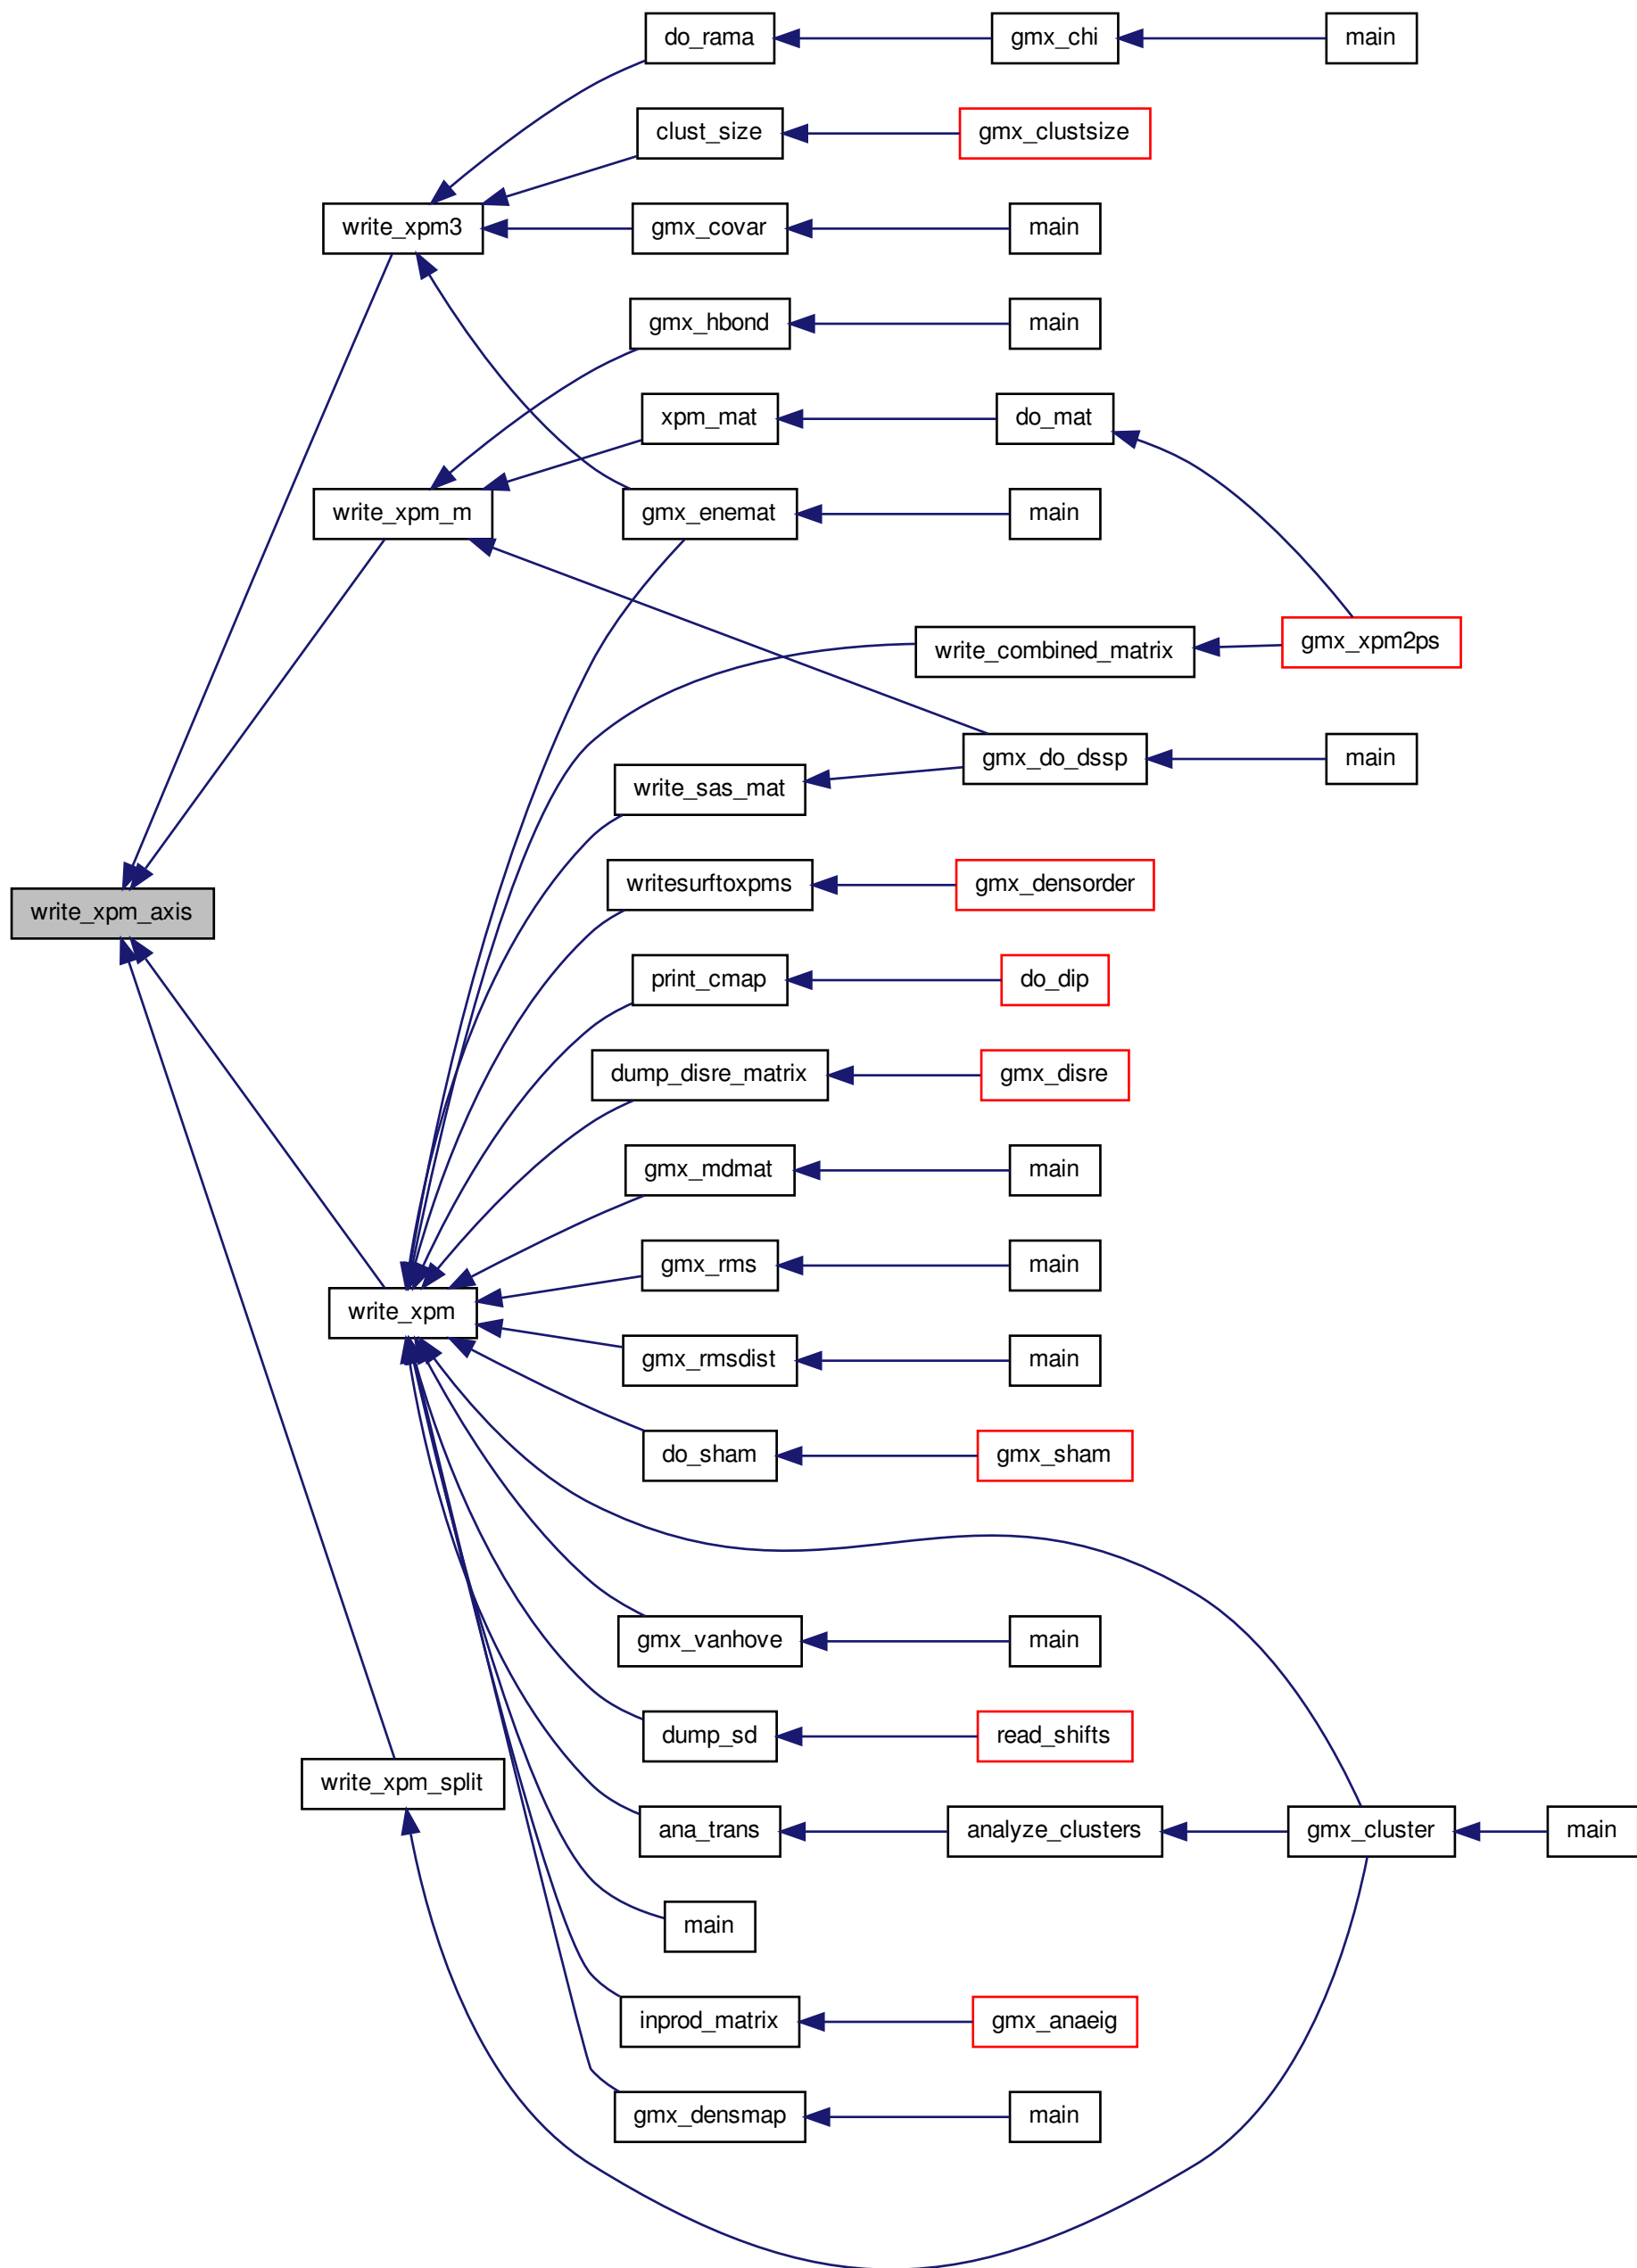 do_rama
gmx_chi
main
clust_size
gmx_clustsize
write_xpm3
gmx_covar
main
gmx_hbond
main
xpm_mat
do_mat
write_xpm_m
gmx_enemat
main
write_combined_matrix
gmx_xpm2ps
gmx_do_dssp
main
write_sas_mat
writesurftoxpms
gmx_densorder
write_xpm_axis
print_cmap
do_dip
dump_disre_matrix
gmx_disre
gmx_mdmat
main
gmx_rms
main
write_xpm
gmx_rmsdist
main
do_sham
gmx_sham
gmx_vanhove
main
dump_sd
read_shifts
write_xpm_split
ana_trans
analyze_clusters
gmx_cluster
main
main
inprod_matrix
gmx_anaeig
gmx_densmap
main